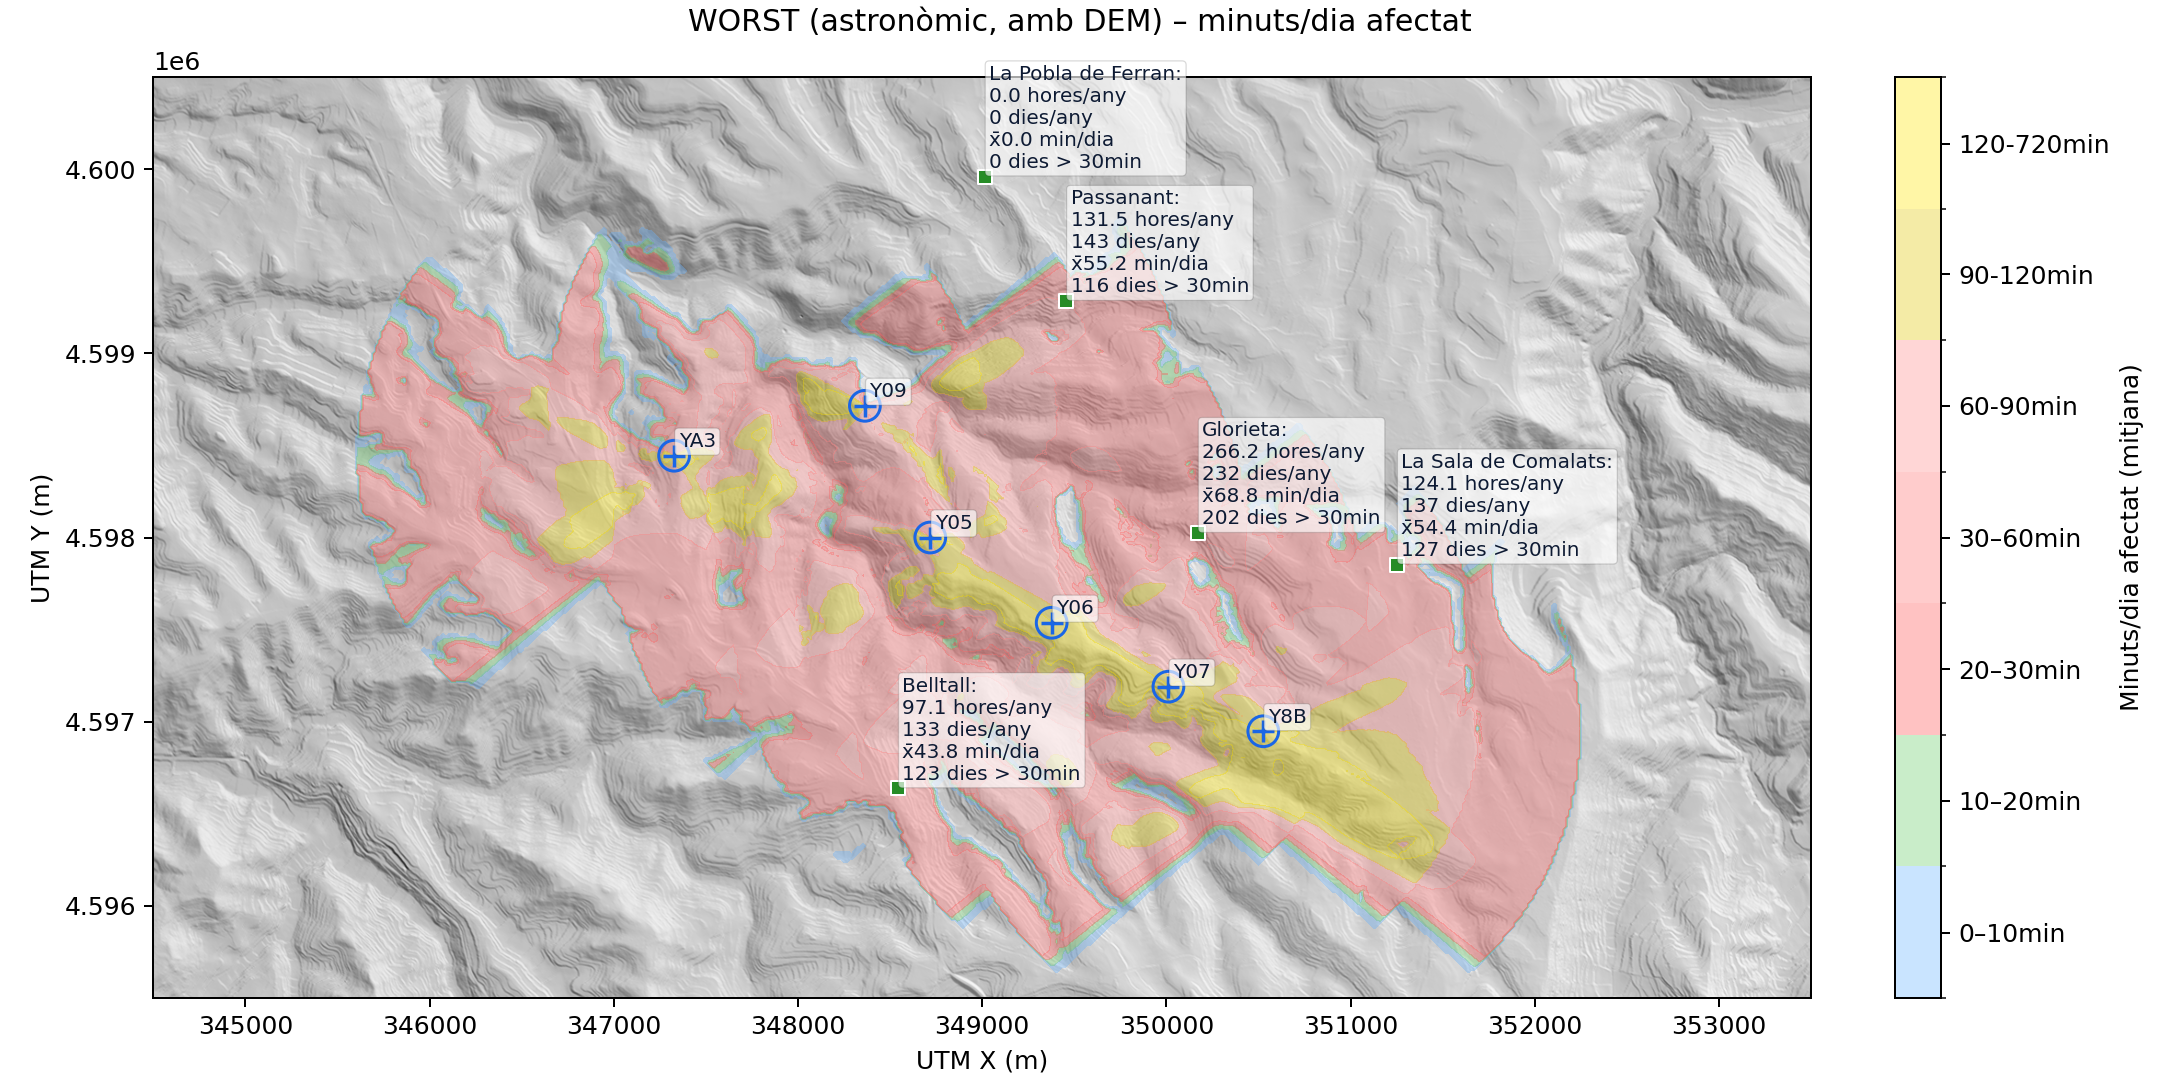 WORST (astronòmic, amb DEM) – minuts/dia afectat
1e6
La Pobla de Ferran:
0.0 hores/any
0 dies/any
x̄0.0 min/dia
0 dies > 30min
Passanant:
131.5 hores/any
143 dies/any
x̄55.2 min/dia
116 dies > 30min
Y09
YA3
Glorieta:
266.2 hores/any
232 dies/any
x̄68.8 min/dia
202 dies > 30min
La Sala de Comalats:
124.1 hores/any
137 dies/any
x̄54.4 min/dia
127 dies > 30min
Y05
Y06
Y07
Y8B
Belltall:
97.1 hores/any
133 dies/any
x̄43.8 min/dia
123 dies > 30min
4.600
4.599
4.598
4.597
4.596
UTM Y (m)
345000
346000
347000
348000
349000
350000
351000
352000
353000
UTM X (m)
120-720min
90-120min
60-90min
30–60min
20–30min
10–20min
0–10min
Minuts/dia afectat (mitjana)